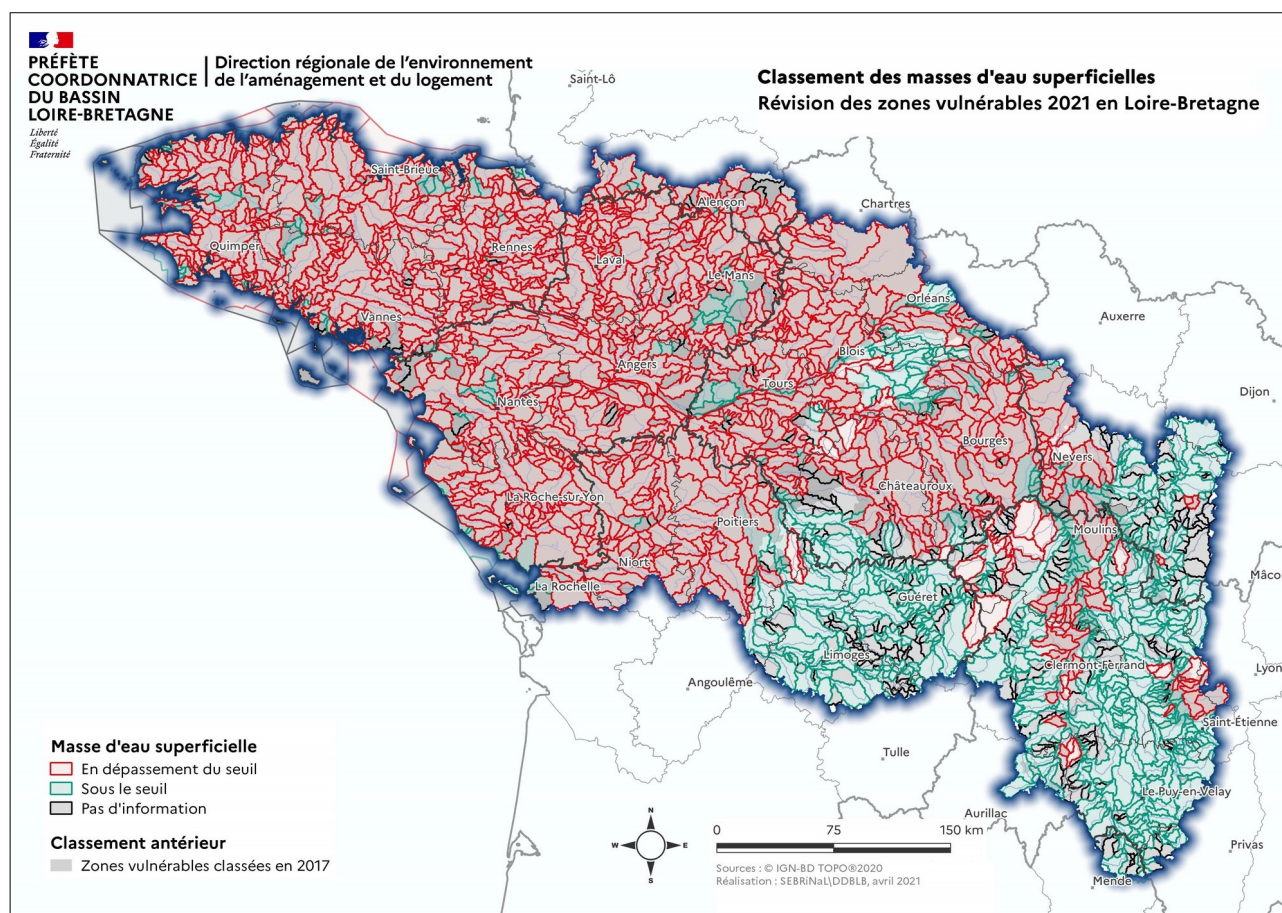 PRÉFÈTE
COORDONNATRICE
DU BASSIN
LOIRE-BRETAGNE
Liberté
Égalité
Fraternité
Direction régionale de l'environnement
de l'aménagement et du logement
Classement des masses d'eau superficielles
Révision des zones vulnérables 2021 en Loire-Bretagne
Saint-Lô
Saint-Brieuc
Alençon
Chartres
Quimper
Rennes
Laval
Le Mans
Orléans
Auxerre
Vannes
Blois
Angers
Tours
Dijon
Nantes
Bourges
Nevers
Châteauroux
La Roche-sur-Yon
Poitiers
Moulins
Niort
La Rochelle
Mâco
Guéret
Limoges
Clermont-Ferrand
Lyon
Angoulême
Saint-Étienne
Tulle
Le Puy-en-Velay
Aurillac
Privas
Mende
Masse d'eau superficielle
En dépassement du seuil
Sous le seuil
Pas d'information
Classement antérieur
Zones vulnérables classées en 2017
N
W E
S
0 75 150 km
Sources : © IGN-BD TOPO®2020
Réalisation : SEBRiNaL\DDBLB, avril 2021